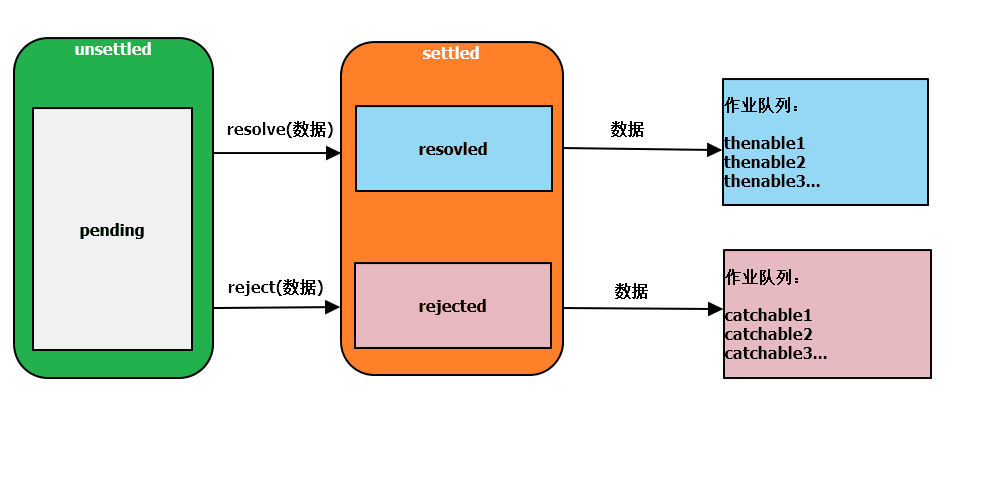 unsettled
pending
resolve(数据)
reject(数据)
settled
resovled
rejected
数据
数据
作业队列：
thenable1
thenable2
thenable3...
作业队列：
catchable1
catchable2
catchable3...